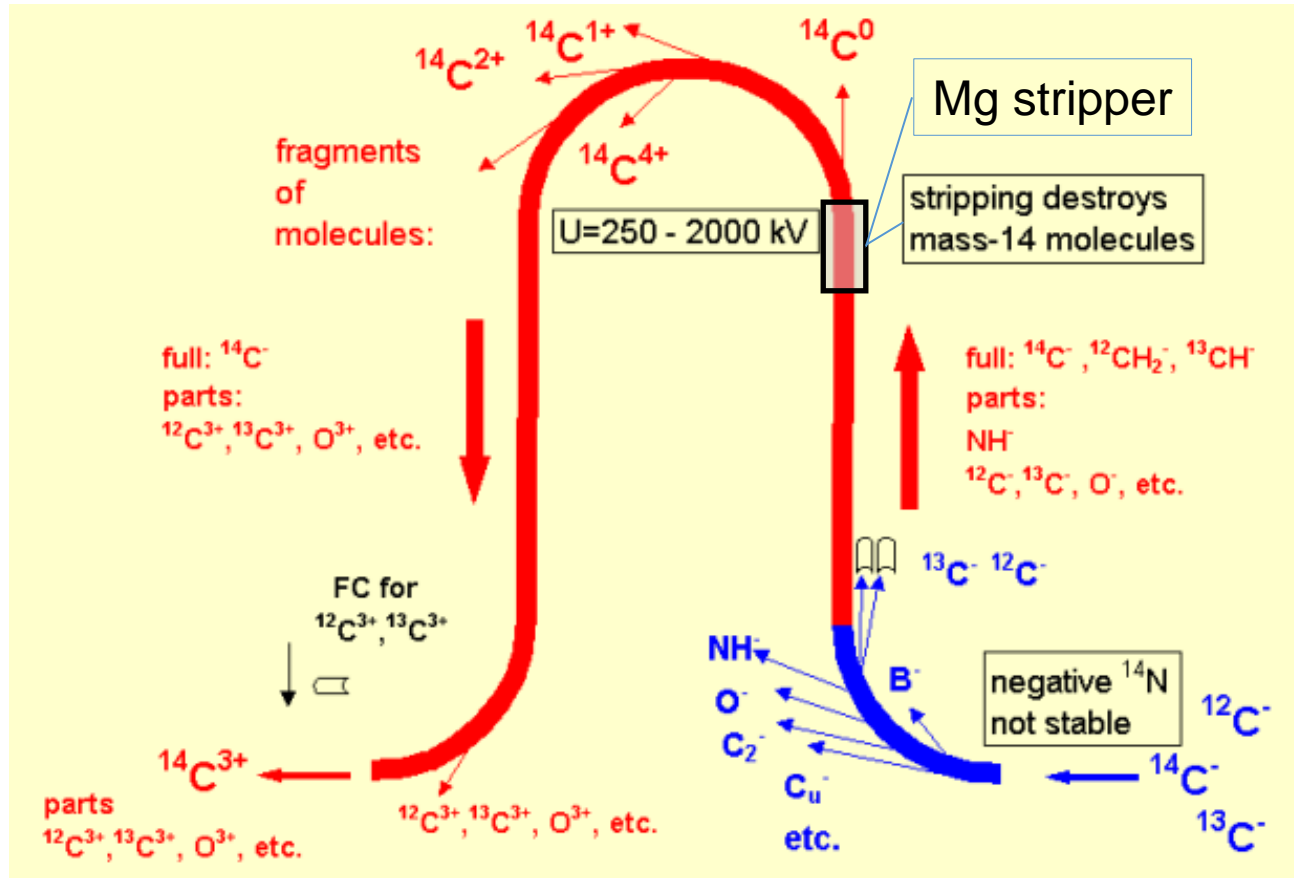 ¹⁴C¹⁺
¹⁴C⁰
¹⁴C²⁺
Mg stripper
fragments
of
molecules:
¹⁴C⁴⁺
U=250 - 2000 kV
stripping destroys
mass-14 molecules
full: ¹⁴C⁻
parts:
¹²C³⁺,¹³C³⁺, O³⁺, etc.
full: ¹⁴C⁻,¹²CH₂⁻, ¹³CH⁻
parts:
NH⁻
¹²C⁻,¹³C⁻, O⁻, etc.
FC for
¹²C³⁺,¹³C³⁺
¹³C⁻ ¹²C⁻
NH⁻
O⁻
C₂⁻
Cᵤ⁻
etc.
B⁻
negative ¹⁴N
not stable
¹²C⁻
¹⁴C⁻
¹³C⁻
¹⁴C³⁺
parts
¹²C³⁺,¹³C³⁺, O³⁺, etc.
¹²C³⁺,¹³C³⁺, O³⁺, etc.